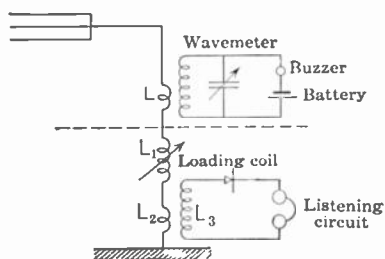 Wavemeter
Buzzer
Battery
L
L1
Loading coil
L2
L3
Listening
circuit